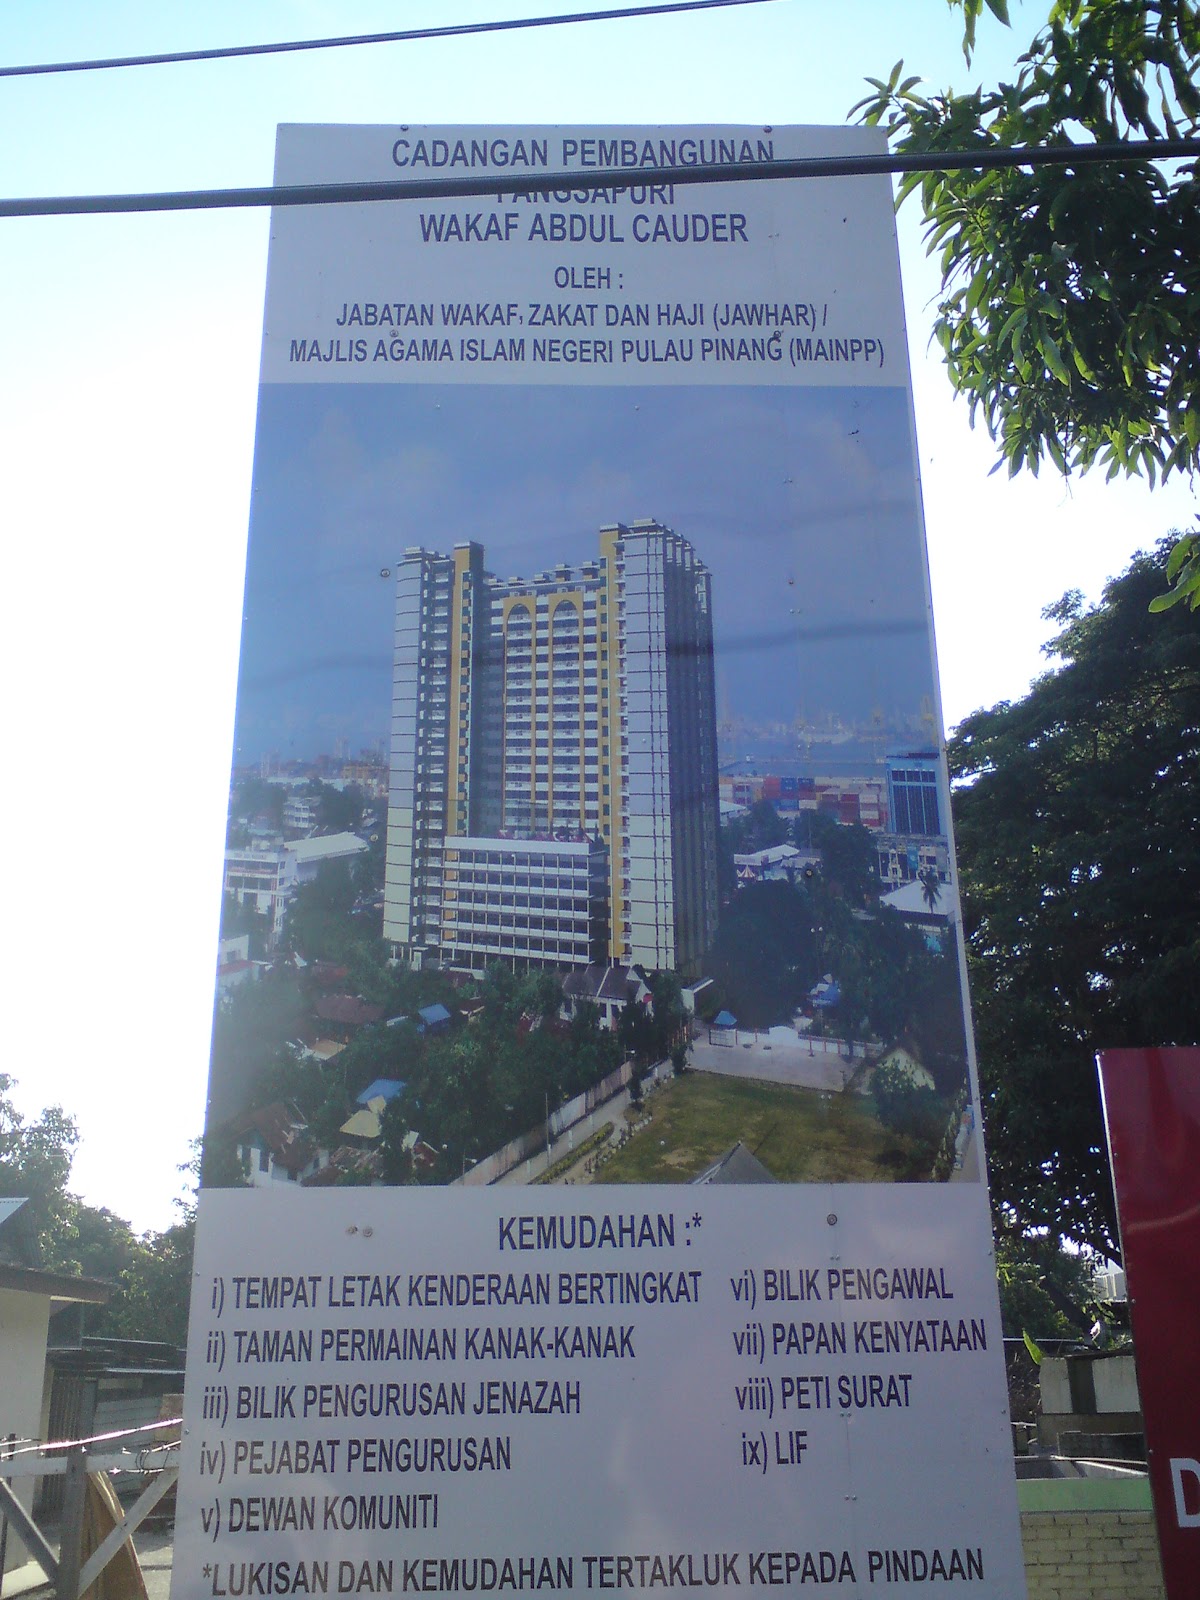 CADANGAN PEMBANGUNAN
PANGSAPURI
WAKAF ABDUL CAUDER
OLEH :
JABATAN WAKAF, ZAKAT DAN HAJI (JAWHAR) /
MAJLIS AGAMA ISLAM NEGERI PULAU PINANG (MAINPP)
KEMUDAHAN :*
i) TEMPAT LETAK KENDERAAN BERTINGKAT
ii) TAMAN PERMAINAN KANAK-KANAK
iii) BILIK PENGURUSAN JENAZAH
iv) PEJABAT PENGURUSAN
v) DEWAN KOMUNITI
vi) BILIK PENGAWAL
vii) PAPAN KENYATAAN
viii) PETI SURAT
ix) LIF
*LUKISAN DAN KEMUDAHAN TERTAKLUK KEPADA PINDAAN
D